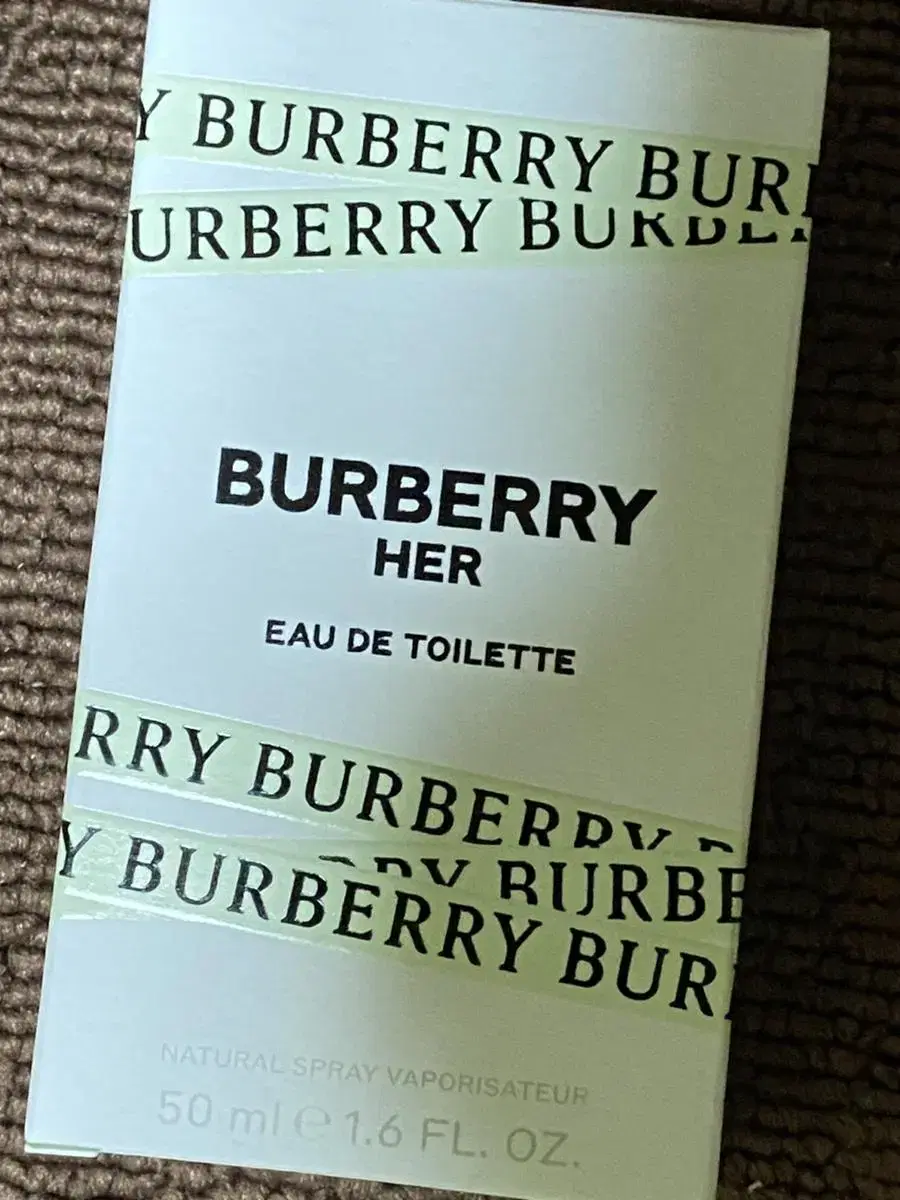 Y BURBERRY BUR
URBERRY BURBE
BURBERRY
HER
EAU DE TOILETTE
RRY BURBERRY
RRY BURBE
Y BURBERRY BUR
NATURAL SPRAY VAPORISATEUR
50 ml ℮ 1.6 FL. OZ.